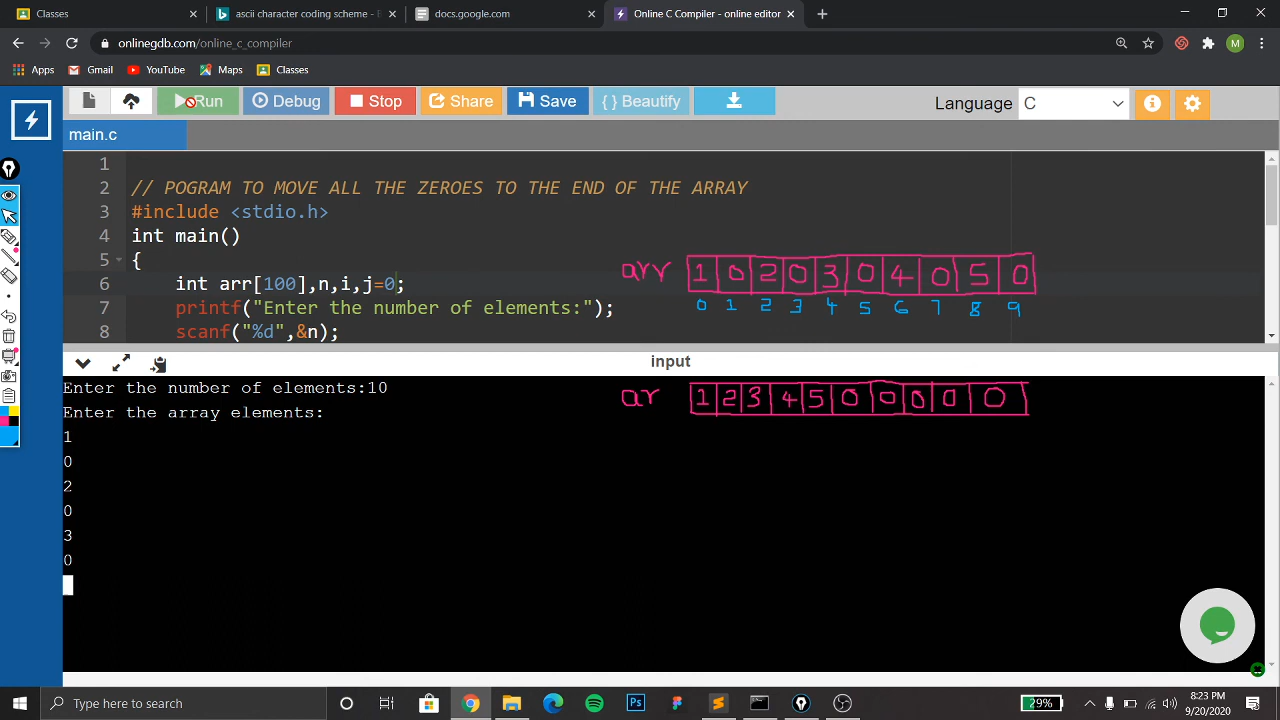 Classes
ascii character coding scheme - E
docs.google.com
Online C Compiler - online editor
onlinegdb.com/online_c_compiler
M
Apps
Gmail
YouTube
Maps
Classes
Run
Debug
Stop
Share
Save
{ } Beautify
Language
C
main.c
1
2 // POGRAM TO MOVE ALL THE ZEROES TO THE END OF THE ARRAY
3 #include <stdio.h>
4 int main()
5 {
6 int arr[100],n,i,j=0;
7 printf("Enter the number of elements:");
8 scanf("%d",&n);
arr 1 0 2 0 3 0 4 0 5 0
0 1 2 3 4 5 6 7 8 9
input
Enter the number of elements:10
ar 1 2 3 4 5 0 0 0 0 0
Enter the array elements:
1
0
2
0
3
0
Type here to search
Ps
29%
8:23 PM
9/20/2020